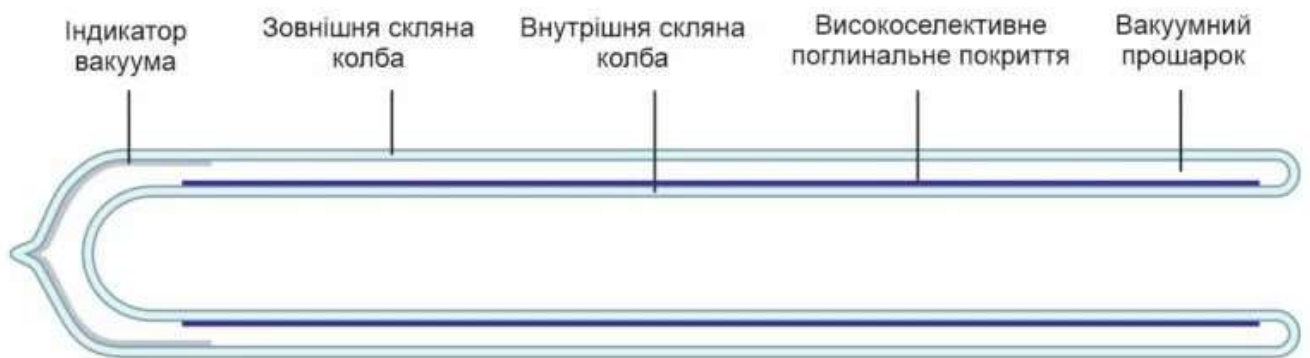 Індикатор
вакуума
Зовнішня скляна
колба
Внутрішня скляна
колба
Високоселективне
поглинальне покриття
Вакуумний
прошарок